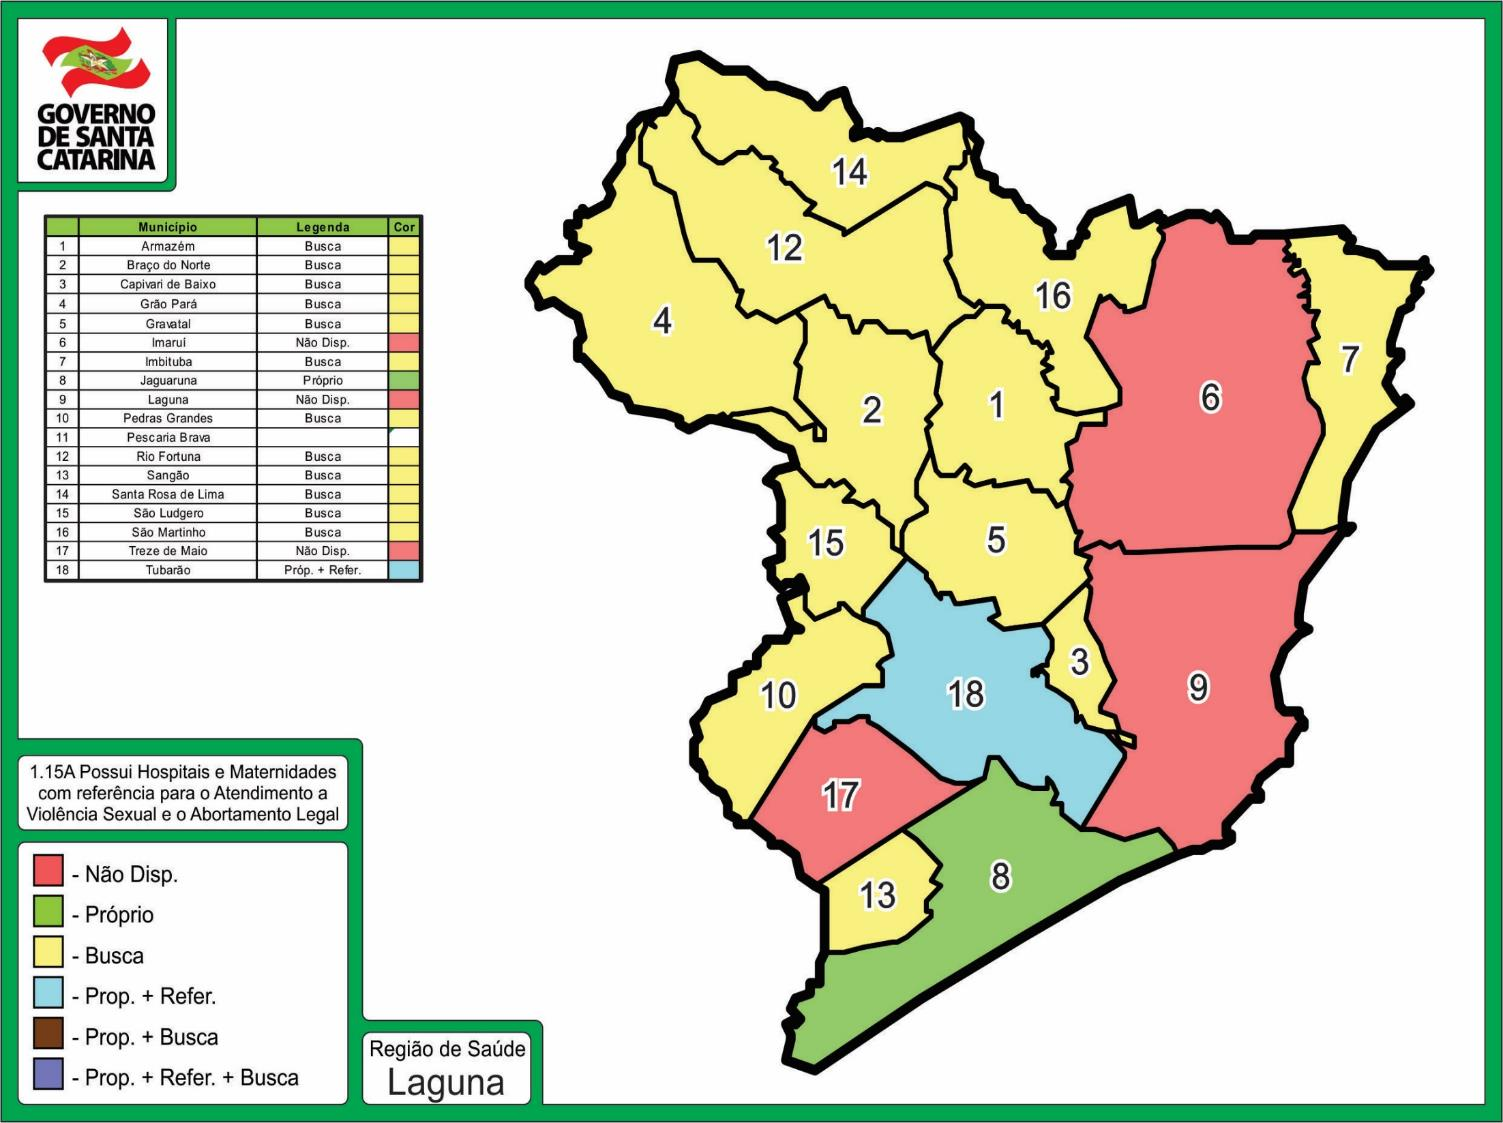 GOVERNO
DE SANTA
CATARINA
Município Legenda Cor
1 Armazém Busca
2 Braço do Norte Busca
3 Capivari de Baixo Busca
4 Grão Pará Busca
5 Gravatal Busca
6 Imaruí Não Disp.
7 Imbituba Busca
8 Jaguaruna Próprio
9 Laguna Não Disp.
10 Pedras Grandes Busca
11 Pescaria Brava
12 Rio Fortuna Busca
13 Sangão Busca
14 Santa Rosa de Lima Busca
15 São Ludgero Busca
16 São Martinho Busca
17 Treze de Maio Não Disp.
18 Tubarão Próp. + Refer.
14
12
16
4
7
6
2
1
15
5
3
18
9
10
17
8
13
1.15A Possui Hospitais e Maternidades
com referência para o Atendimento a
Violência Sexual e o Abortamento Legal
- Não Disp.
- Próprio
- Busca
- Prop. + Refer.
- Prop. + Busca
- Prop. + Refer. + Busca
Região de Saúde
Laguna